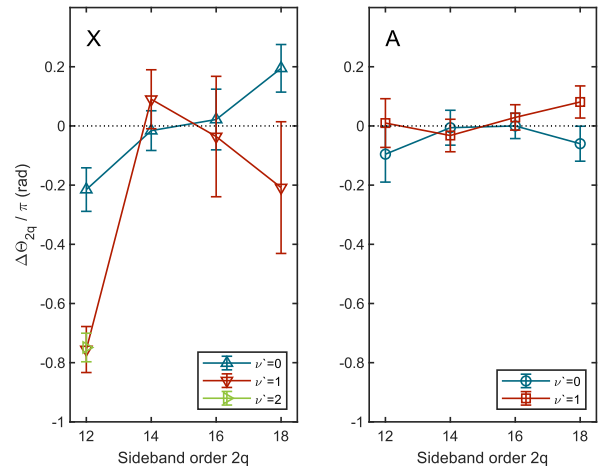 X
A
0.2
0
-0.2
-0.4
-0.6
-0.8
-1
ΔΘ2q / π (rad)
12 14 16 18
Sideband order 2q
ν`=0
ν`=1
ν`=2
0.2
0
-0.2
-0.4
-0.6
-0.8
-1
12 14 16 18
Sideband order 2q
ν`=0
ν`=1